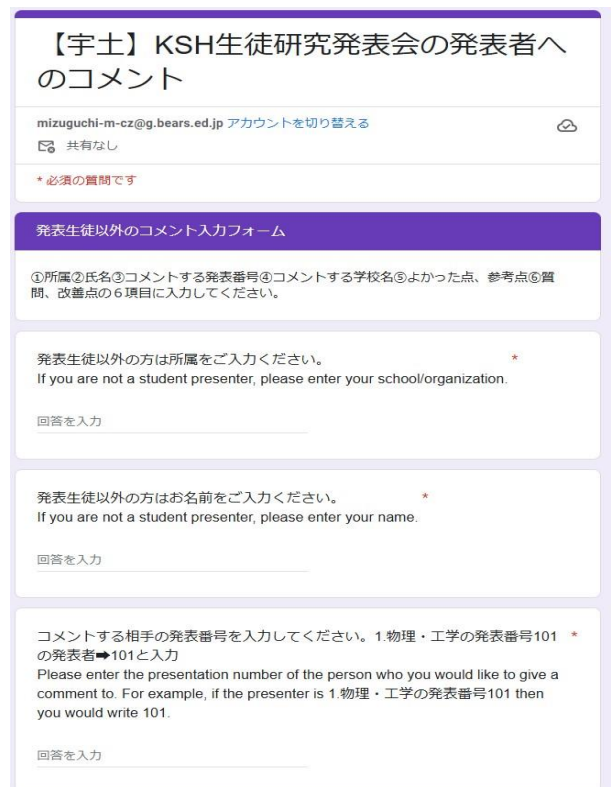 【宇土】KSH生徒研究発表会の発表者へ
のコメント
mizuguchi-m-cz@g.bears.ed.jp アカウントを切り替える
共有なし
* 必須の質問です
発表生徒以外のコメント入力フォーム
①所属②氏名③コメントする発表番号④コメントする学校名⑤よかった点、参考点⑥質
問、改善点の6項目に入力してください。
発表生徒以外の方は所属をご入力ください。 *
If you are not a student presenter, please enter your school/organization.
回答を入力
発表生徒以外の方はお名前をご入力ください。 *
If you are not a student presenter, please enter your name.
回答を入力
コメントする相手の発表番号を入力してください。1.物理・工学の発表番号101 *
の発表者➡101と入力
Please enter the presentation number of the person who you would like to give a
comment to. For example, if the presenter is 1.物理・工学の発表番号101 then
you would write 101.
回答を入力